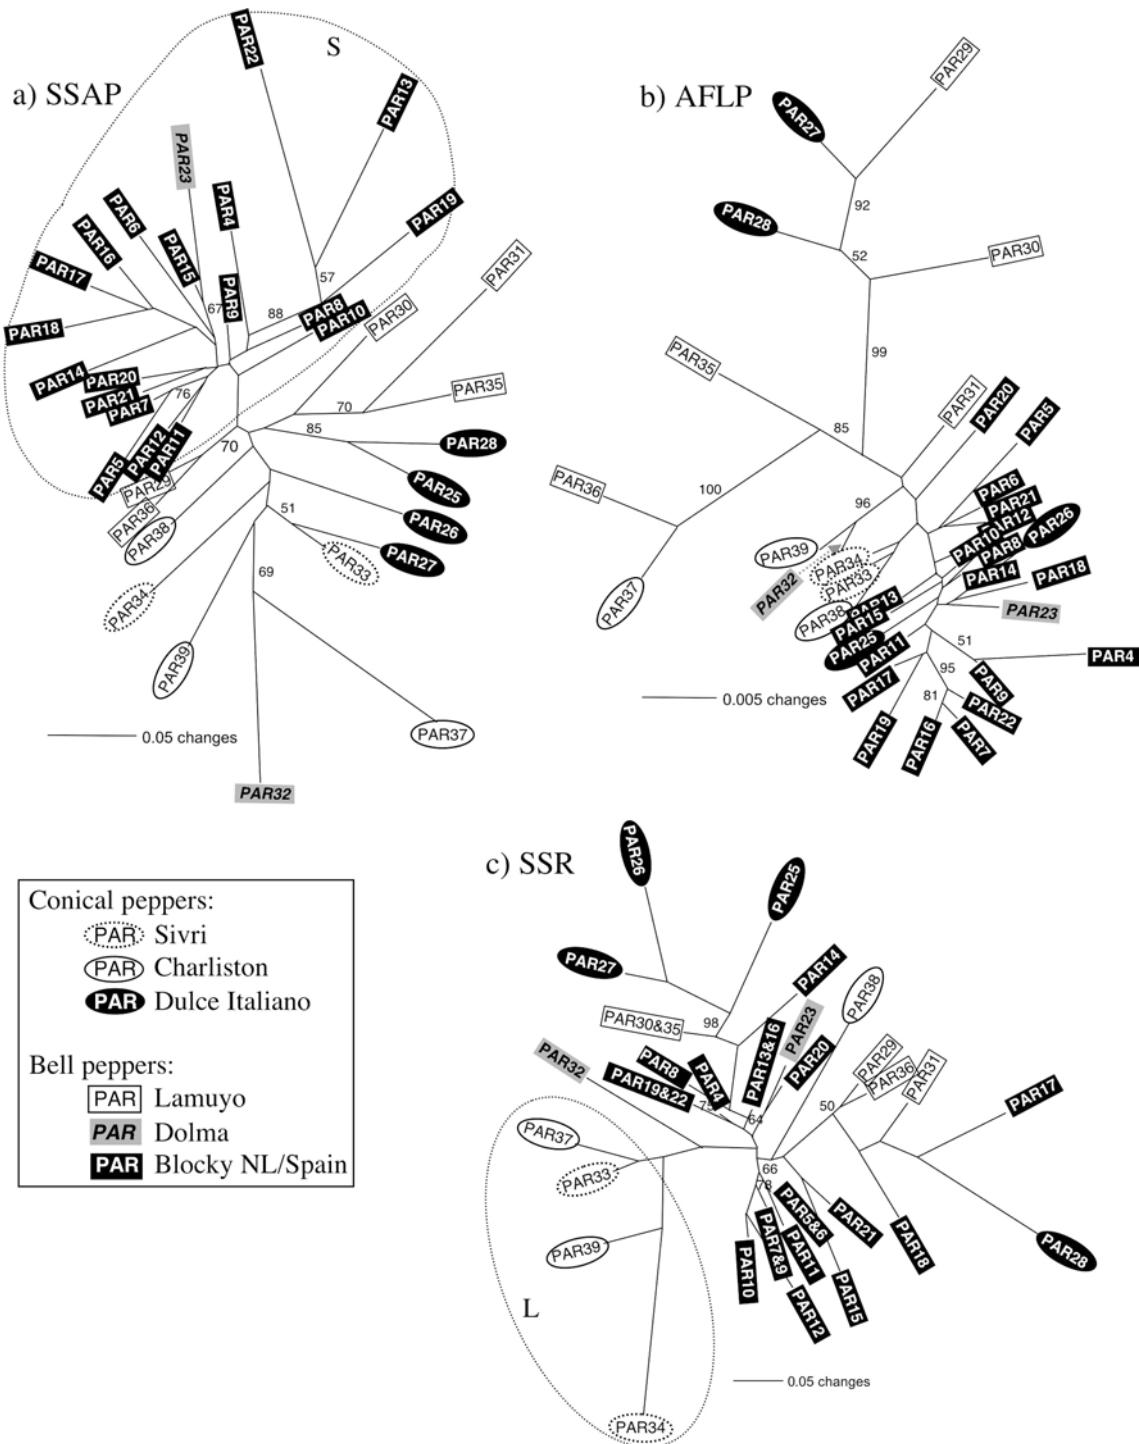 a) SSAP
S
PAR22
PAR13
PAR23
PAR4
PAR6
PAR16
PAR15
PAR17
PAR9
PAR19
PAR31
PAR18
PAR8
PAR10
PAR30
PAR14
PAR20
PAR21
PAR7
PAR35
PAR5
PAR12
PAR11
PAR29
PAR36
PAR38
PAR28
PAR25
PAR26
PAR27
PAR33
PAR34
PAR39
PAR37
PAR32
57
67
88
76
70
70
85
51
69
0.05 changes
b) AFLP
PAR29
PAR27
PAR28
PAR30
92
52
99
PAR35
85
PAR36
100
PAR37
96
PAR31
PAR20
PAR5
PAR6
PAR21
PAR12
PAR26
PAR10
PAR8
PAR14
PAR18
PAR23
PAR39
PAR34
PAR32
PAR33
PAR13
PAR38
PAR15
PAR25
PAR11
PAR17
PAR19
PAR16
PAR7
PAR22
PAR9
PAR4
51
95
81
0.005 changes
c) SSR
PAR26
PAR25
PAR27
PAR14
PAR38
PAR30&35
98
PAR13&16
PAR23
PAR20
PAR32
PAR8
PAR19&22
PAR4
75
64
PAR29
PAR36
PAR31
50
PAR17
PAR37
PAR33
PAR39
66
78
PAR5&6
PAR21
PAR18
PAR28
PAR7&9
PAR11
PAR10
PAR12
PAR15
L
PAR34
0.05 changes
Conical peppers:
PAR Sivri
PAR Charliston
PAR Dulce Italiano
Bell peppers:
PAR Lamuyo
PAR Dolma
PAR Blocky NL/Spain